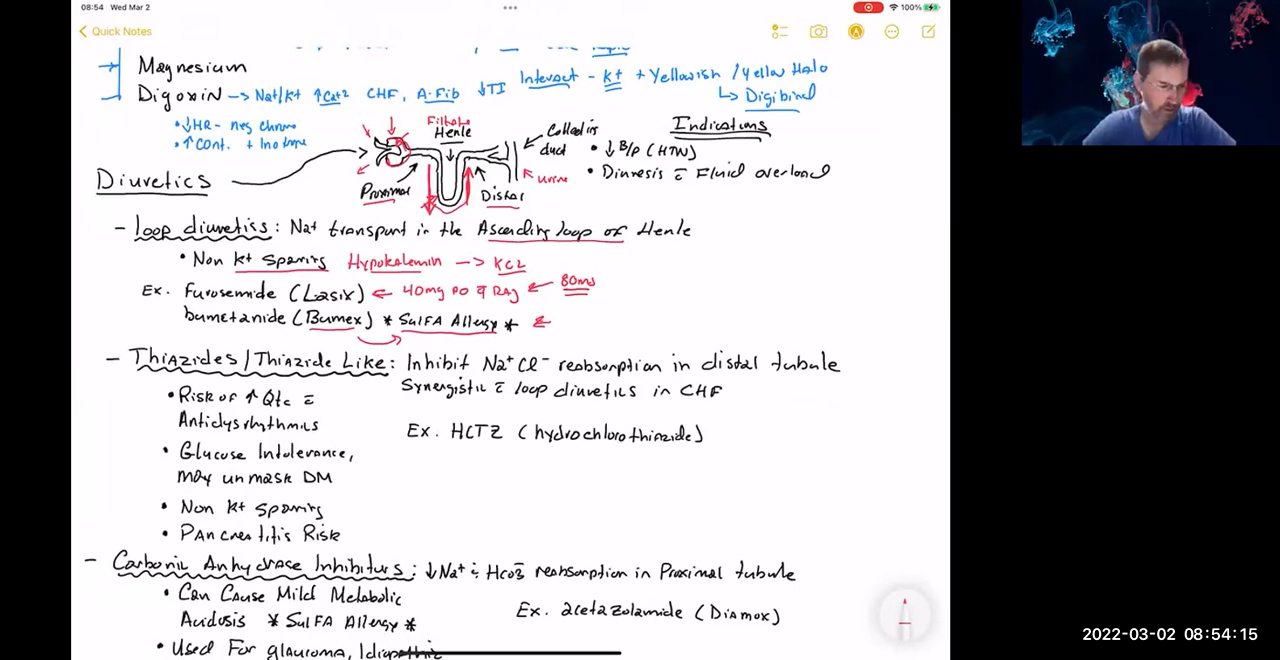 08:54 Wed Mar 2
100%
Quick Notes
Magnesium
Digoxin → Na+/K+ ↑Ca+2 CHF, A-Fib ↓TI Interact - K+ + Yellowish / Yellow Halo
↳ Digibind
• ↓HR - neg chrono
• ↑Cont. + Inotrope
Filtrate
Henle
duct
Urine
Proximal
Distal
Indications
• ↓ B/P (HTN)
• Diuresis c̄ Fluid overload
Diuretics
- Loop diuretics: Na+ transport in the Ascending loop of Henle
• Non K+ sparing Hypokalemia →
Ex. Furosemide (Lasix) ← 40mg PO q Day ← 80mg
bumetanide (Bumex) * Sulfa Allergy * ←
- Thiazides/Thiazide Like: Inhibit Na+ Cl- reabsorption in distal tubule
Synergistic c̄ loop diuretics in CHF
• Risk of ↑ Qtc c̄
Antidysrhythmics
Ex. HCTZ (hydrochlorothiazide)
• Glucose Intolerance,
may unmask DM
• Non K+ sparing
• Pancreatitis Risk
- Carbonic Anhydrase Inhibitors: ↓Na+ & HCO3- reabsorption in Proximal tubule
• Can Cause Mild Metabolic
Acidosis * Sulfa Allergy *
Ex. acetazolamide (Diamox)
• Used For glaucoma, Idiopathic
2022-03-02 08:54:15